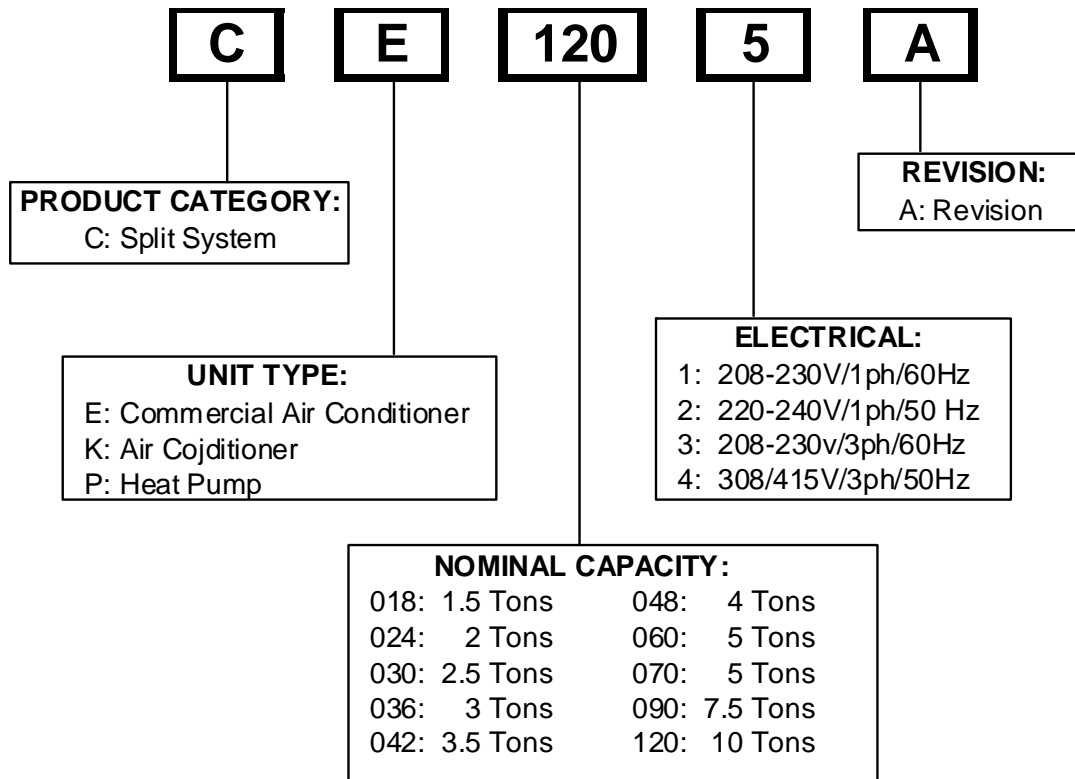 C E 120 5 A
PRODUCT CATEGORY:
C: Split System
REVISION:
A: Revision
UNIT TYPE:
E: Commercial Air Conditioner
K: Air Cojditioner
P: Heat Pump
ELECTRICAL:
1: 208-230V/1ph/60Hz
2: 220-240V/1ph/50 Hz
3: 208-230v/3ph/60Hz
4: 308/415V/3ph/50Hz
NOMINAL CAPACITY:
018: 1.5 Tons 048: 4 Tons
024: 2 Tons 060: 5 Tons
030: 2.5 Tons 070: 5 Tons
036: 3 Tons 090: 7.5 Tons
042: 3.5 Tons 120: 10 Tons